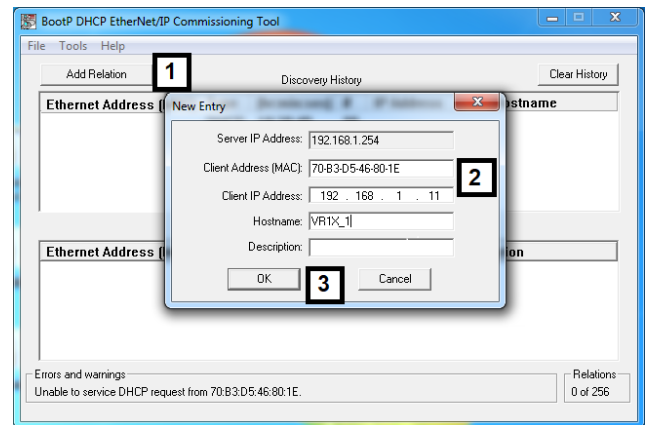 BootP DHCP EtherNet/IP Commissioning Tool
File Tools Help
Add Relation 1 Discovery History Clear History
Ethernet Address ( ostname
New Entry
Server IP Address: 192.168.1.254
Client Address (MAC): 70-B3-D5-46-80-1E
2
Client IP Address: 192 . 168 . 1 . 11
Hostname: VR1X_1
Description:
Ethernet Address ( ion
OK 3 Cancel
Errors and warnings Relations
Unable to service DHCP request from 70:B3:D5:46:80:1E. 0 of 256